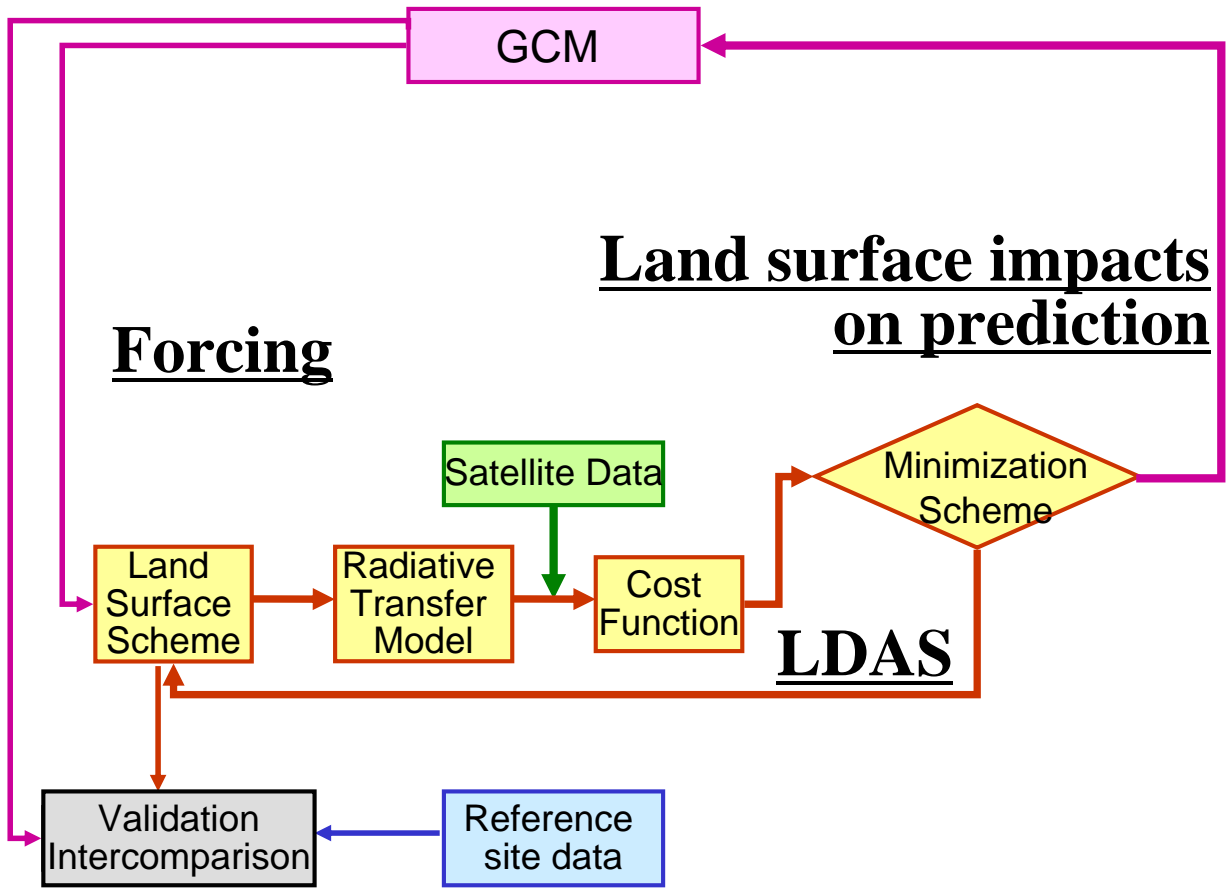 GCM
Land surface impacts
on prediction
Forcing
Satellite Data
Minimization
Scheme
Land
Surface
Scheme
Radiative
Transfer
Model
Cost
Function
LDAS
Validation
Intercomparison
Reference
site data